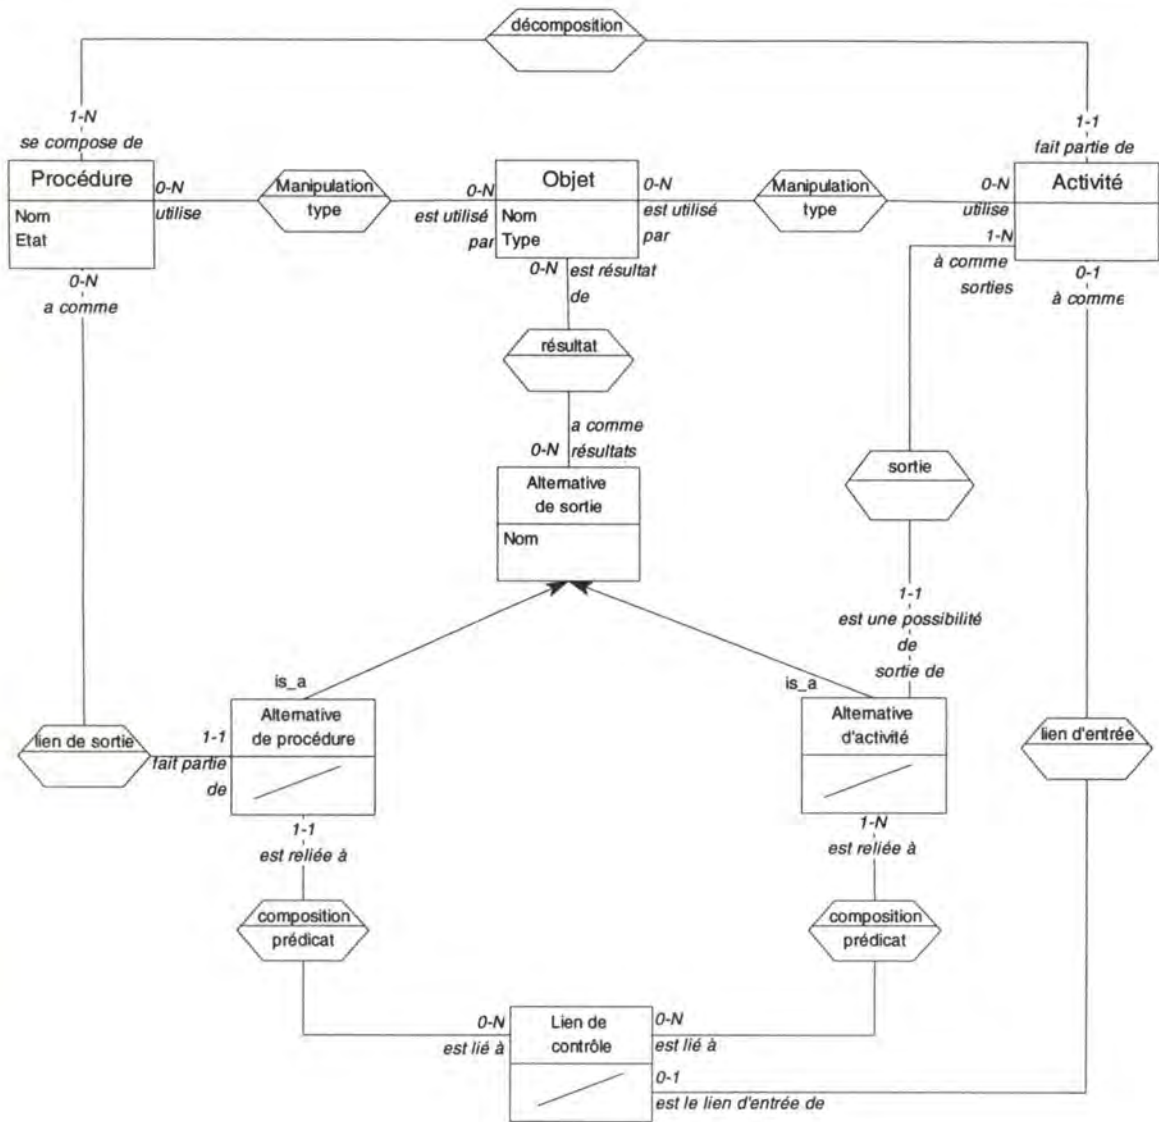 décomposition
1-N
se compose de
1-1
fait partie de
Procédure
Nom
Etat
0-N
utilise
Manipulation
type
0-N
est utilisé
par
Objet
Nom
Type
0-N
est utilisé
par
Manipulation
type
0-N
utilise
Activité
1-N
à comme
sorties
0-1
à comme
0-N
a comme
0-N est résultat
de
résultat
a comme
0-N résultats
Alternative
de sortie
Nom
sortie
1-1
est une possibilité
de
sortie de
is_a
is_a
lien de sortie
1-1
fait partie
de
Alternative
de procédure
Alternative
d'activité
lien d'entrée
1-1
est reliée à
1-N
est reliée à
composition
prédicat
composition
prédicat
0-N
est lié à
Lien de
contrôle
0-N
est lié à
0-1
est le lien d'entrée de